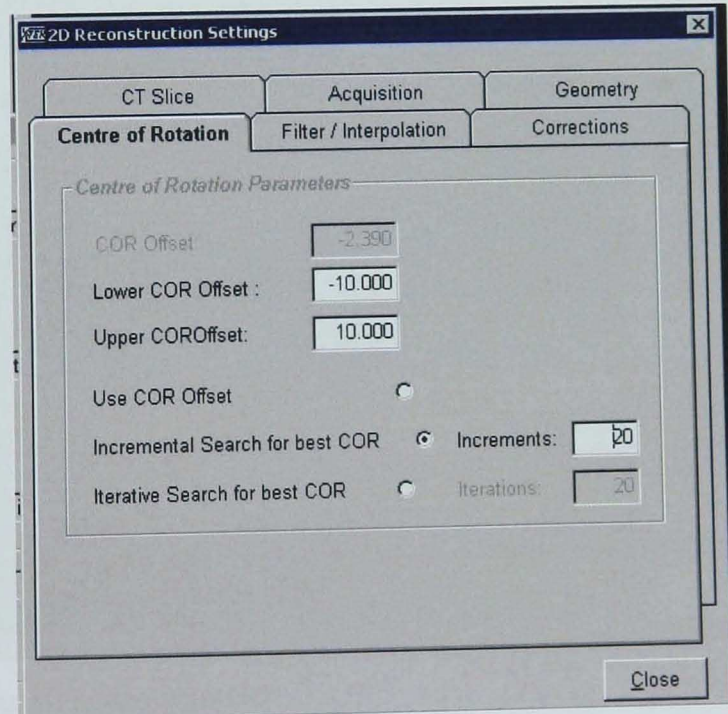 2D Reconstruction Settings
CT Slice
Acquisition
Geometry
Centre of Rotation
Filter / Interpolation
Corrections
Centre of Rotation Parameters
COR Offset -2.390
Lower COR Offset : -10.000
Upper COROffset: 10.000
Use COR Offset
Incremental Search for best COR Increments: 20
Iterative Search for best COR Iterations: 20
Close